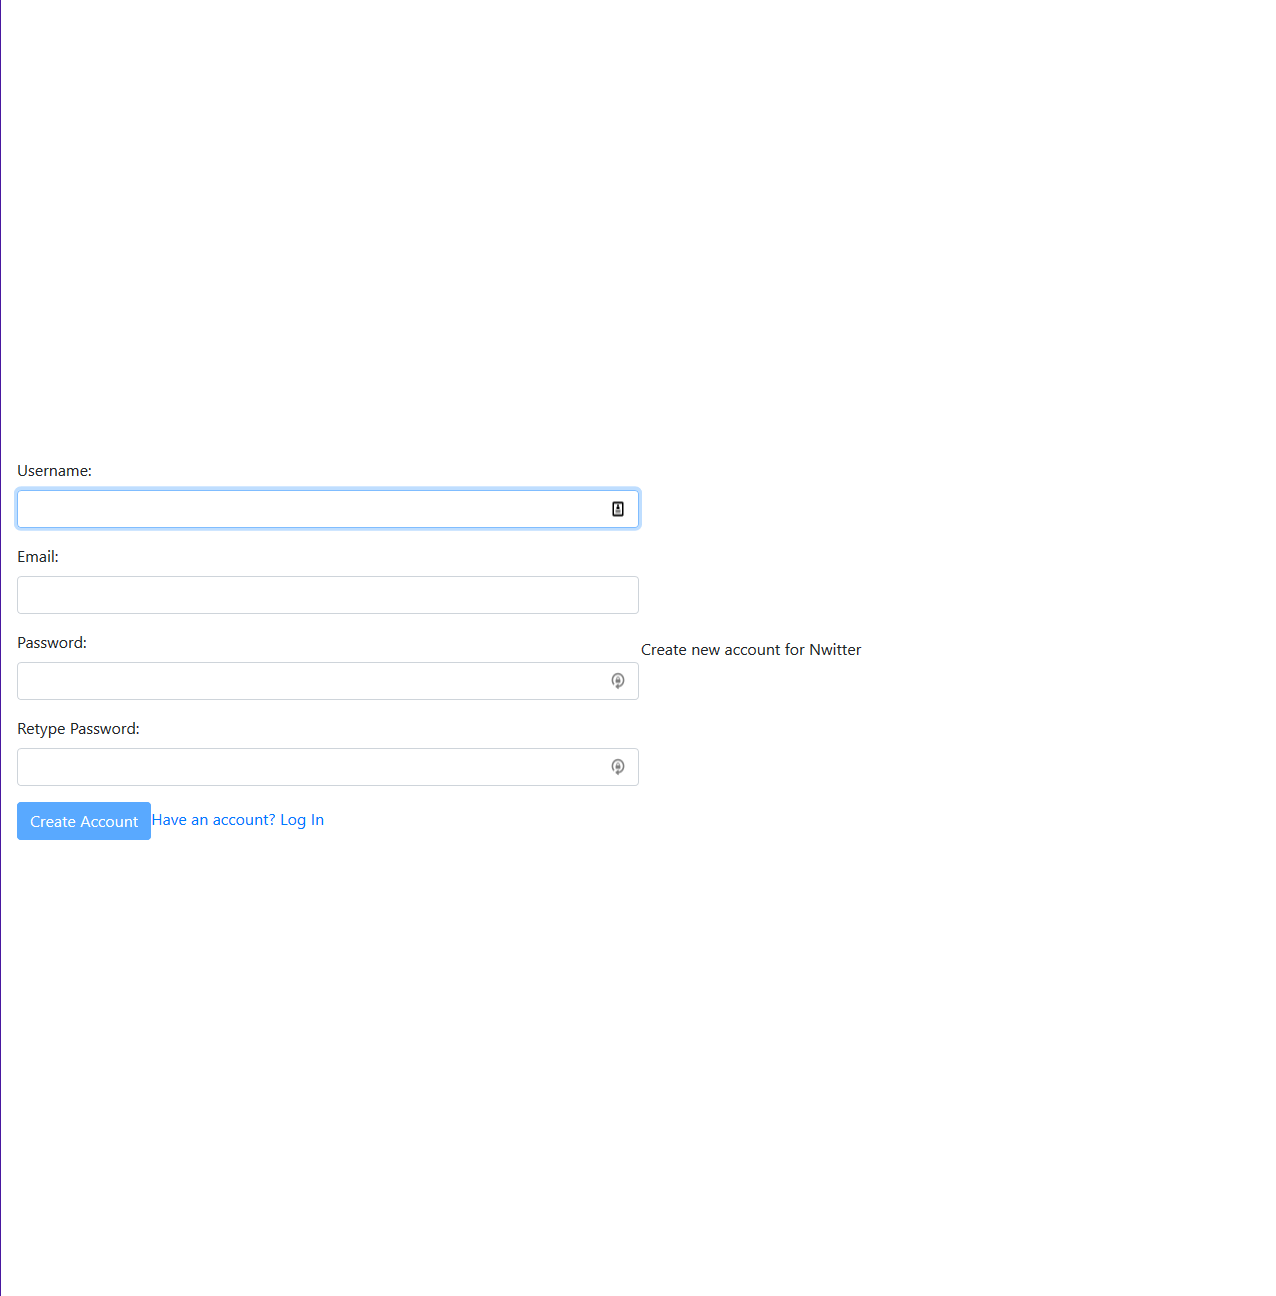 Username:
Email:
Password:
Create new account for Nwitter
Retype Password:
Create Account
Have an account? Log In